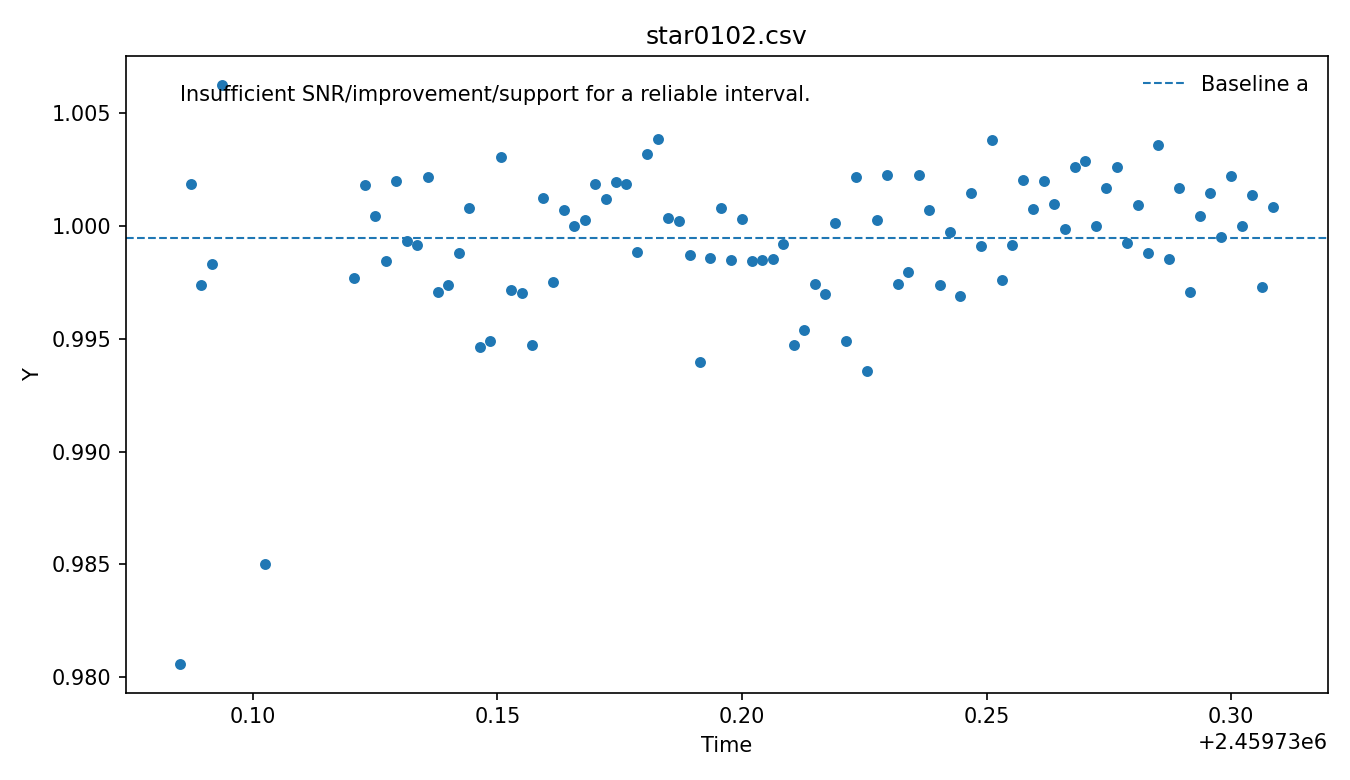 star0102.csv
Insufficient SNR/improvement/support for a reliable interval.
Baseline a
1.005
1.000
0.995
0.990
0.985
0.980
Y
0.10 0.15 0.20 0.25 0.30
Time
+2.45973e6